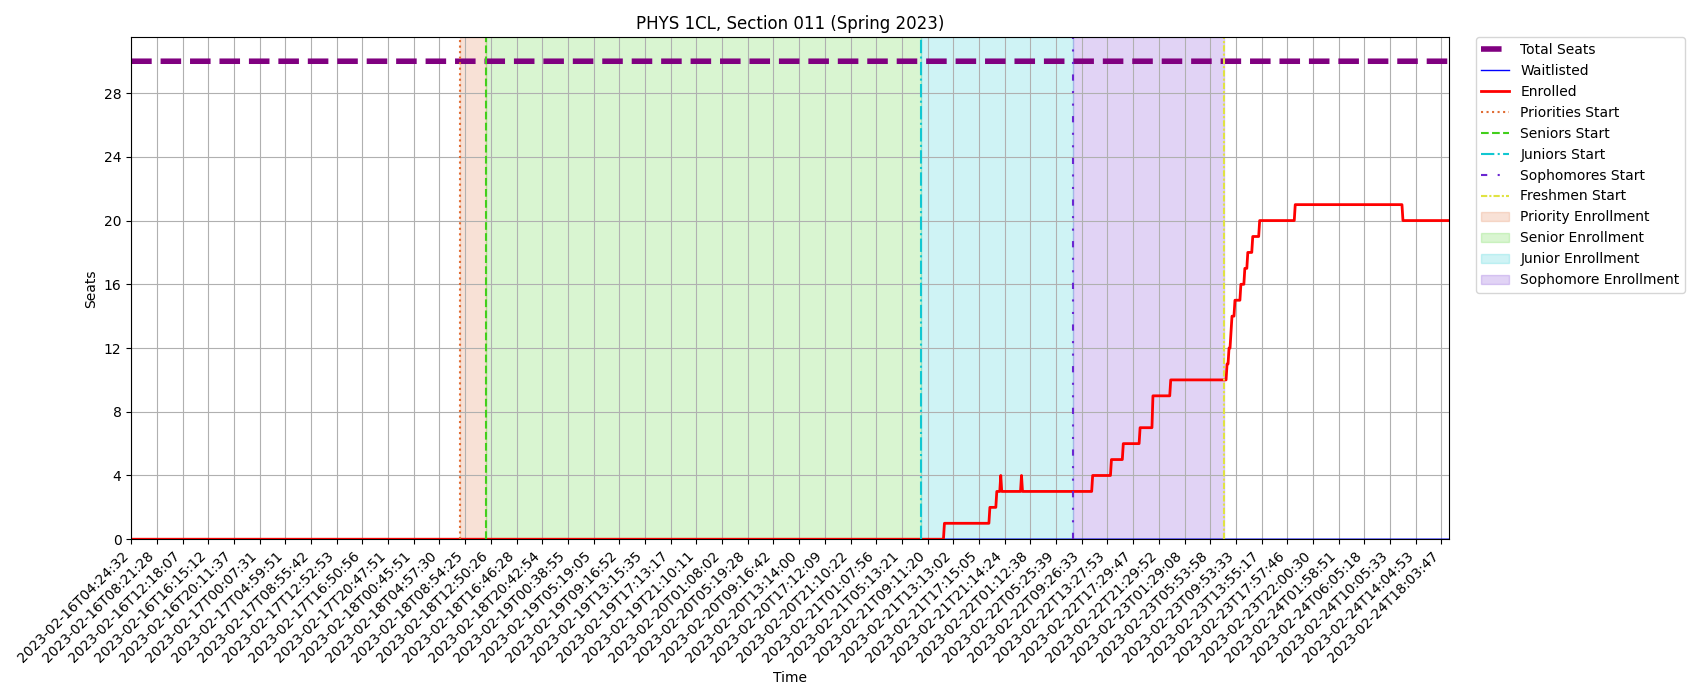 PHYS 1CL, Section 011 (Spring 2023)
Seats
28
24
20
16
12
8
4
0
2023-02-16T04:24:32
2023-02-16T08:21:28
2023-02-16T12:18:07
2023-02-16T16:15:12
2023-02-16T20:11:37
2023-02-17T00:07:31
2023-02-17T04:59:51
2023-02-17T08:55:42
2023-02-17T12:52:53
2023-02-17T16:50:56
2023-02-17T20:47:51
2023-02-18T00:45:51
2023-02-18T04:57:30
2023-02-18T08:54:25
2023-02-18T12:50:26
2023-02-18T16:46:28
2023-02-18T20:42:54
2023-02-19T00:38:55
2023-02-19T05:19:05
2023-02-19T09:16:52
2023-02-19T13:15:35
2023-02-19T17:13:17
2023-02-19T21:10:11
2023-02-20T01:08:02
2023-02-20T05:19:28
2023-02-20T09:16:42
2023-02-20T13:14:00
2023-02-20T17:12:09
2023-02-20T21:10:22
2023-02-21T01:07:56
2023-02-21T05:13:21
2023-02-21T09:11:20
2023-02-21T13:13:02
2023-02-21T17:15:05
2023-02-21T21:14:24
2023-02-22T01:12:38
2023-02-22T05:25:39
2023-02-22T09:26:33
2023-02-22T13:27:53
2023-02-22T17:29:47
2023-02-22T21:29:52
2023-02-23T01:29:08
2023-02-23T05:53:58
2023-02-23T09:53:33
2023-02-23T13:55:17
2023-02-23T17:57:46
2023-02-23T22:00:30
2023-02-24T01:58:51
2023-02-24T06:05:18
2023-02-24T10:05:33
2023-02-24T14:04:53
2023-02-24T18:03:47
Time
Total Seats
Waitlisted
Enrolled
Priorities Start
Seniors Start
Juniors Start
Sophomores Start
Freshmen Start
Priority Enrollment
Senior Enrollment
Junior Enrollment
Sophomore Enrollment